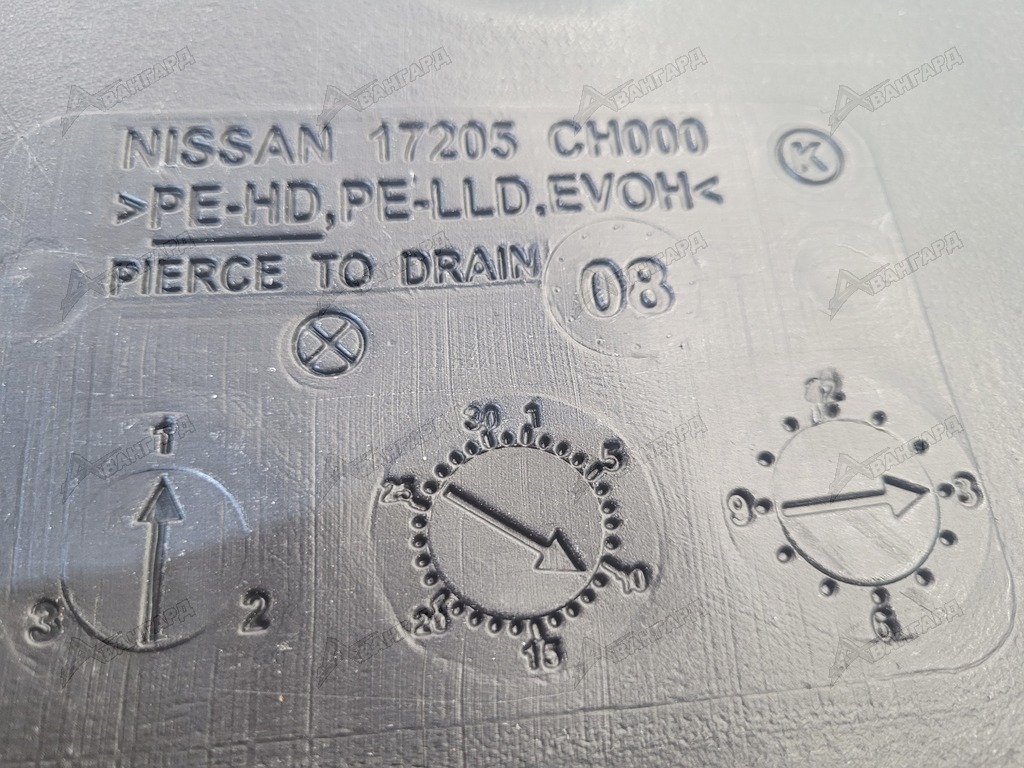 NISSAN 17205 CH000
K
>PE-HD,PE-LLD,EVOH<
PIERCE TO DRAIN
08
1
2
3
30 1
5
10
15
20
25
12
3
6
9
АВАНГАРД